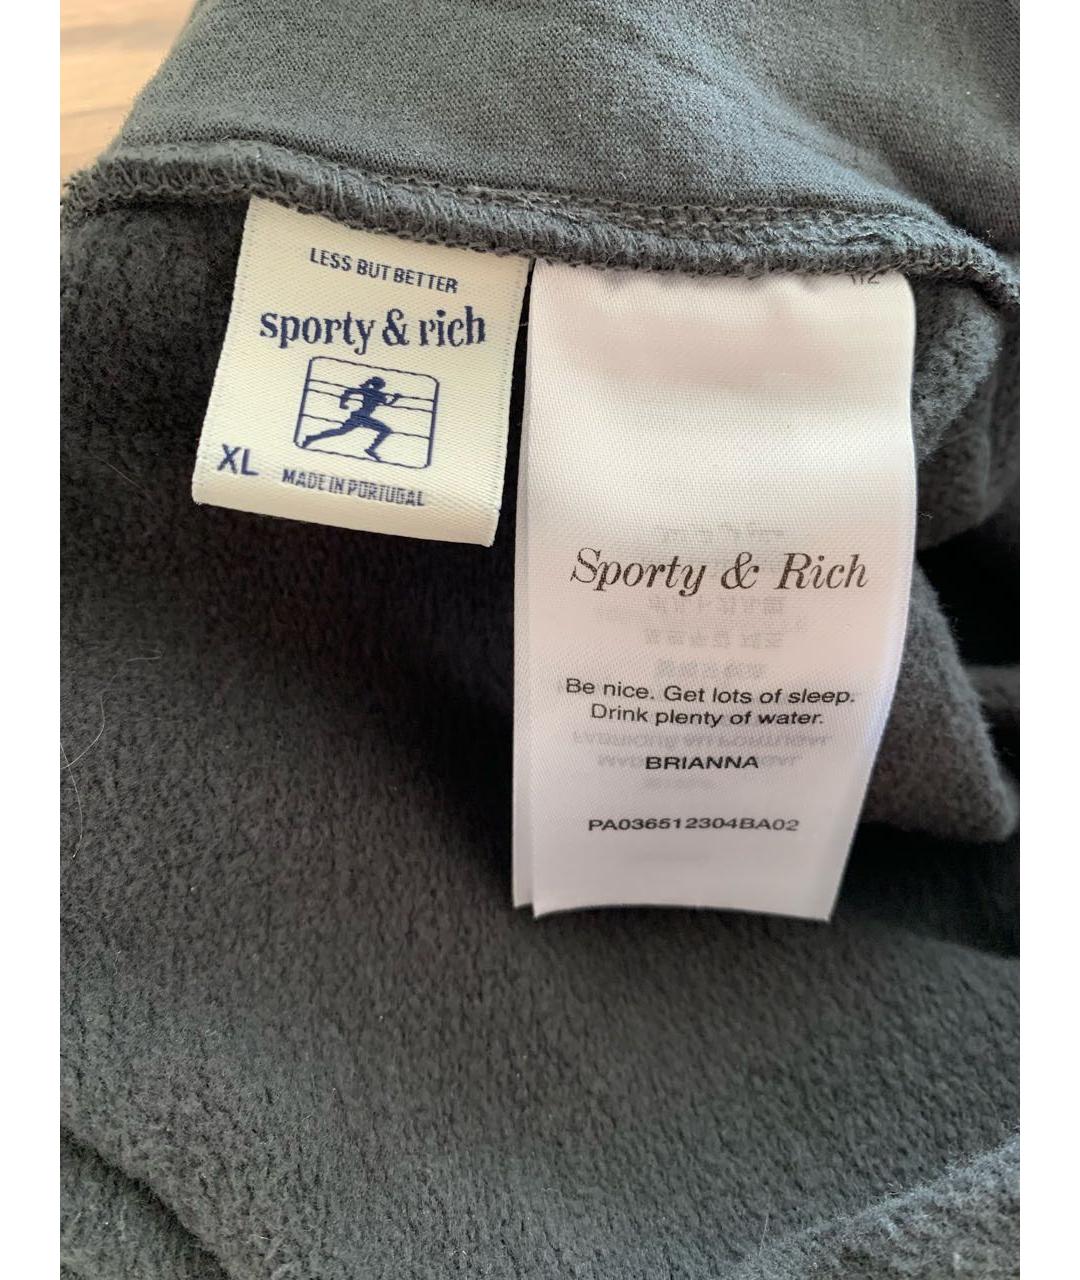 LESS BUT BETTER
sporty & rich
XL
MADE IN PORTUGAL
Sporty & Rich
Be nice. Get lots of sleep.
Drink plenty of water.
BRIANNA
PA036512304BA02